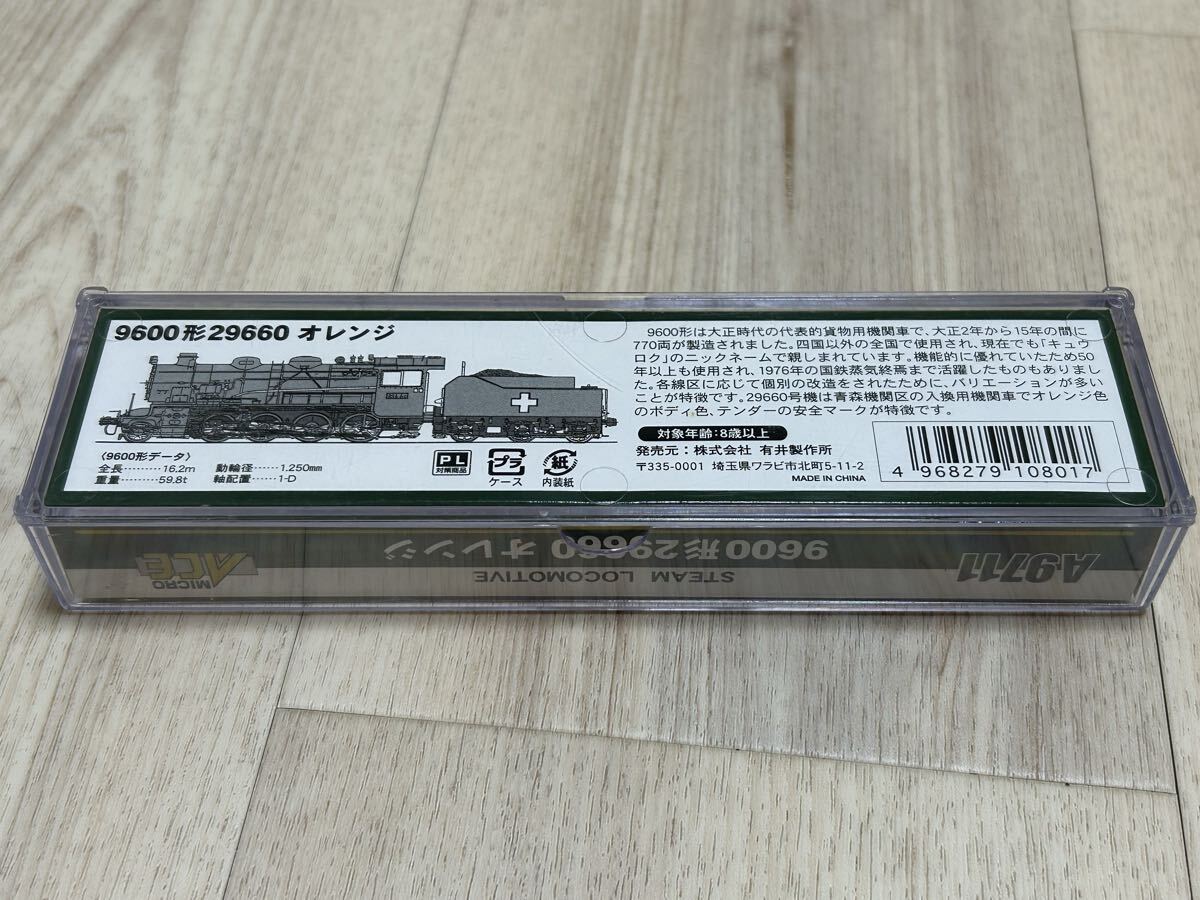 9600形29660 オレンジ
〈9600形データ〉
全長………16.2m 動輪径……1,250mm
重量………59.8t 軸配置……1-D
PL
対策商品
プラ
ケース
紙
内装紙
9600形は大正時代の代表的貨物用機関車で、大正2年から15年の間に
770両が製造されました。四国以外の全国で使用され、現在でも「キュウ
ロク」のニックネームで親しまれています。機能的に優れていたため50
年以上も使用され、1976年の国鉄蒸気終焉まで活躍したものもありまし
た。各線区に応じて個別の改造をされたために、バリエーションが多い
ことが特徴です。29660号機は青森機関区の入換用機関車でオレンジ色
のボディ色、テンダーの安全マークが特徴です。
対象年齢:8歳以上
発売元:株式会社 有井製作所
〒335-0001 埼玉県ワラビ市北町5-11-2
MADE IN CHINA
4 968279 108017
A9711
9600形29660 オレンジ
STEAM LOCOMOTIVE
MICRO
ACE